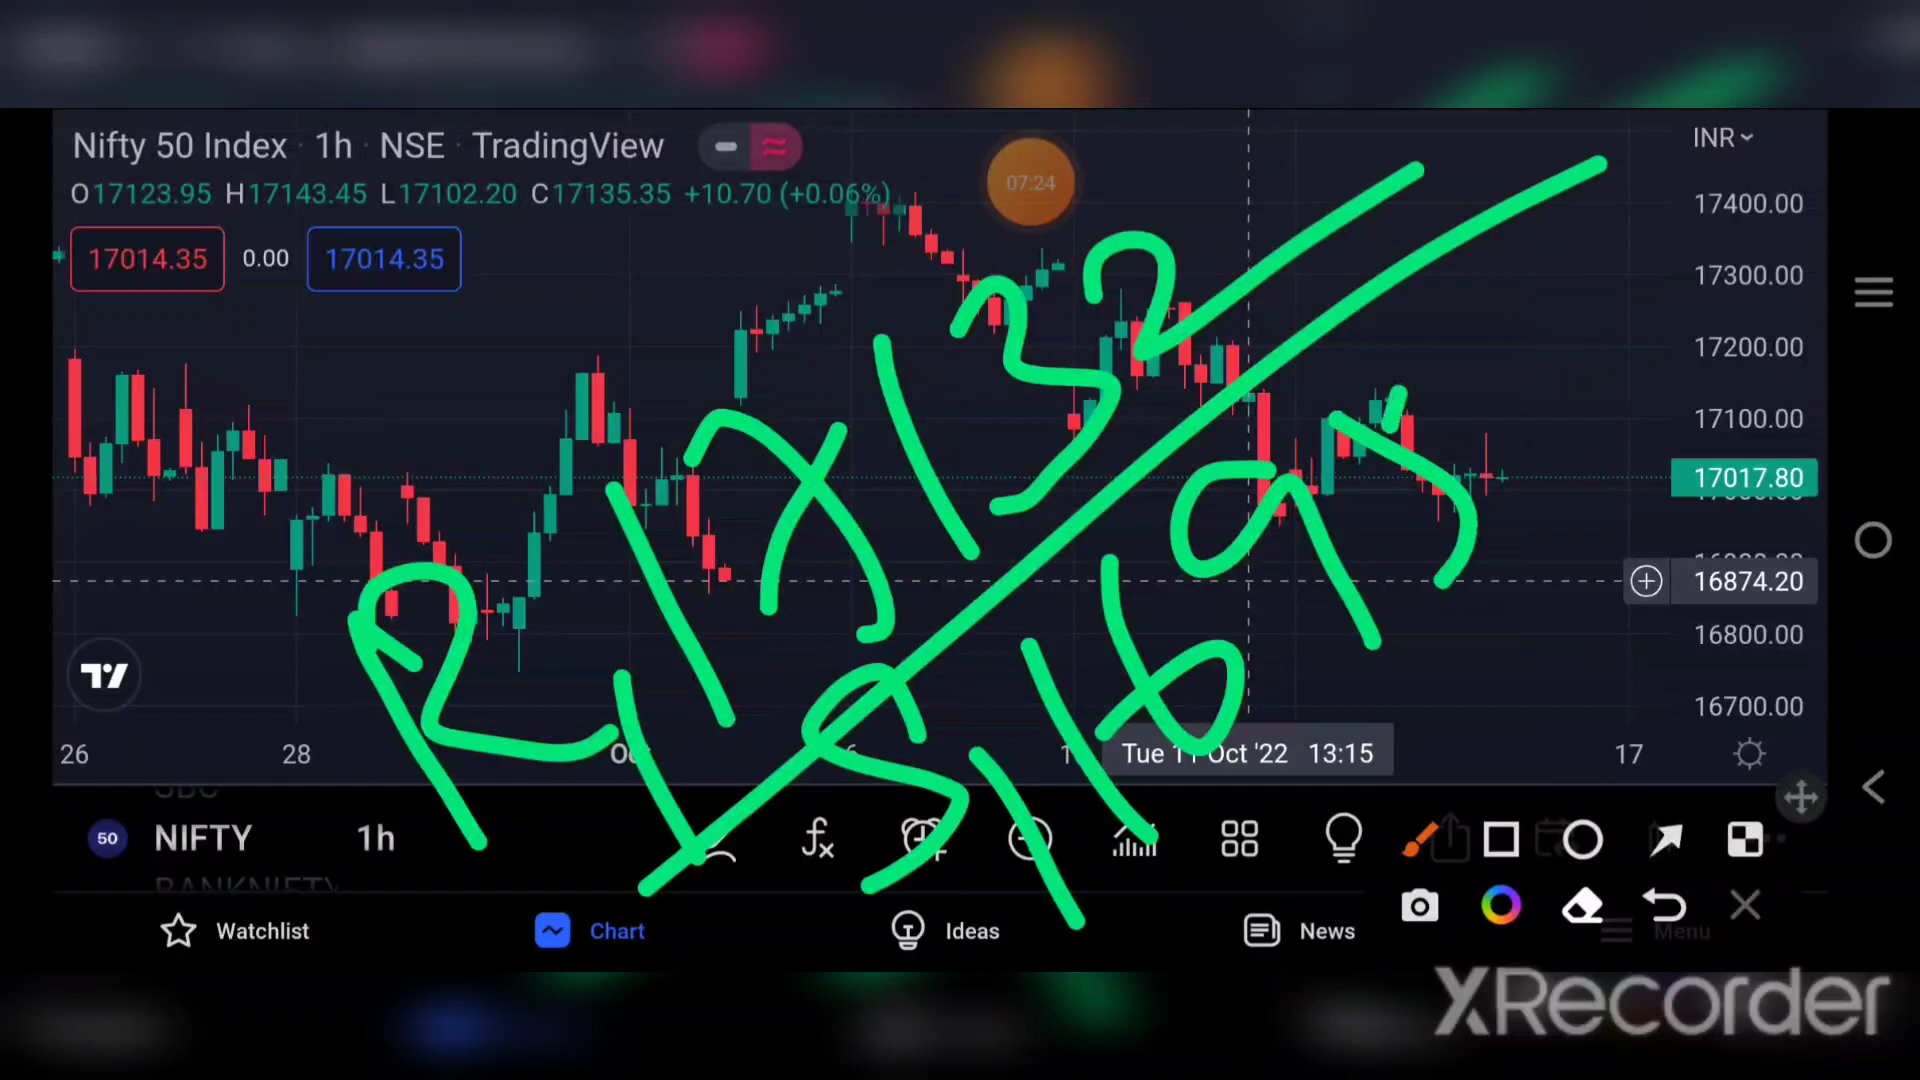 Nifty 50 Index · 1h · NSE · TradingView
INR
O17123.95 H17143.45 L17102.20 C17135.35 +10.70 (+0.06%)
07:24
17014.35 0.00 17014.35
17400.00
17300.00
17200.00
17100.00
17017.80
16874.20
16800.00
16700.00
26 28 Tue 11 Oct '22 13:15 17
50 NIFTY 1h
BANKNIFTY
Watchlist Chart Ideas News Menu
XRecorder